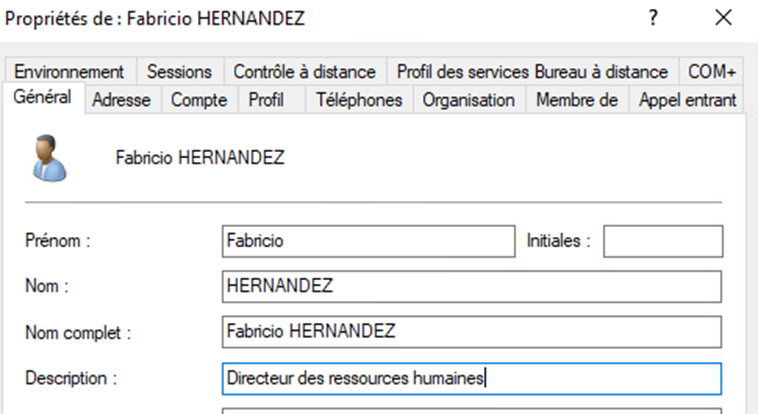 Propriétés de : Fabricio HERNANDEZ ?
Environnement Sessions Contrôle à distance Profil des services Bureau à distance COM+
Général Adresse Compte Profil Téléphones Organisation Membre de Appel entrant
Fabricio HERNANDEZ
Prénom : Fabricio Initiales :
Nom : HERNANDEZ
Nom complet : Fabricio HERNANDEZ
Description : Directeur des ressources humaines